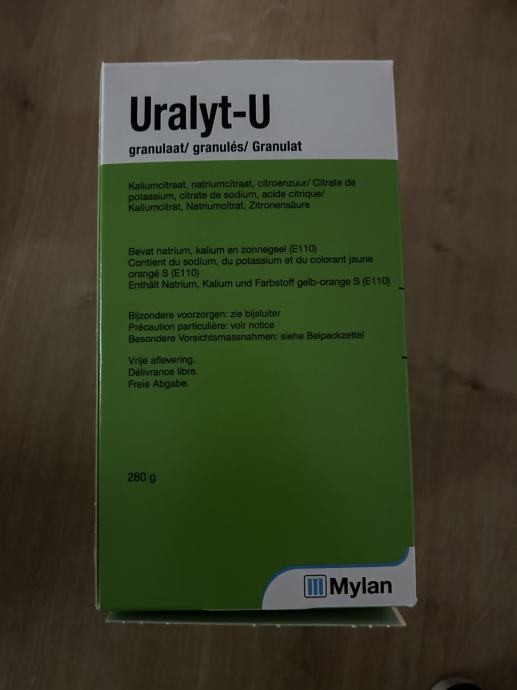 Uralyt-U
granulaat/ granulés/ Granulat
Kaliumcitraat, natriumcitraat, citroenzuur/ Citrate de
potassium, citrate de sodium, acide citrique/
Kaliumcitrat, Natriumcitrat, Zitronensäure
Bevat natrium, kalium en zonnegeel (E110)
Contient du sodium, du potassium et du colorant jaune
orangé S (E110)
Enthält Natrium, Kalium und Farbstoff gelb-orange S (E110)
Bijzondere voorzorgen: zie bijsluiter
Précaution particulière: voir notice
Besondere Vorsichtsmassnahmen: siehe Beipackzettel
Vrije aflevering.
Délivrance libre.
Freie Abgabe.
280 g
Mylan